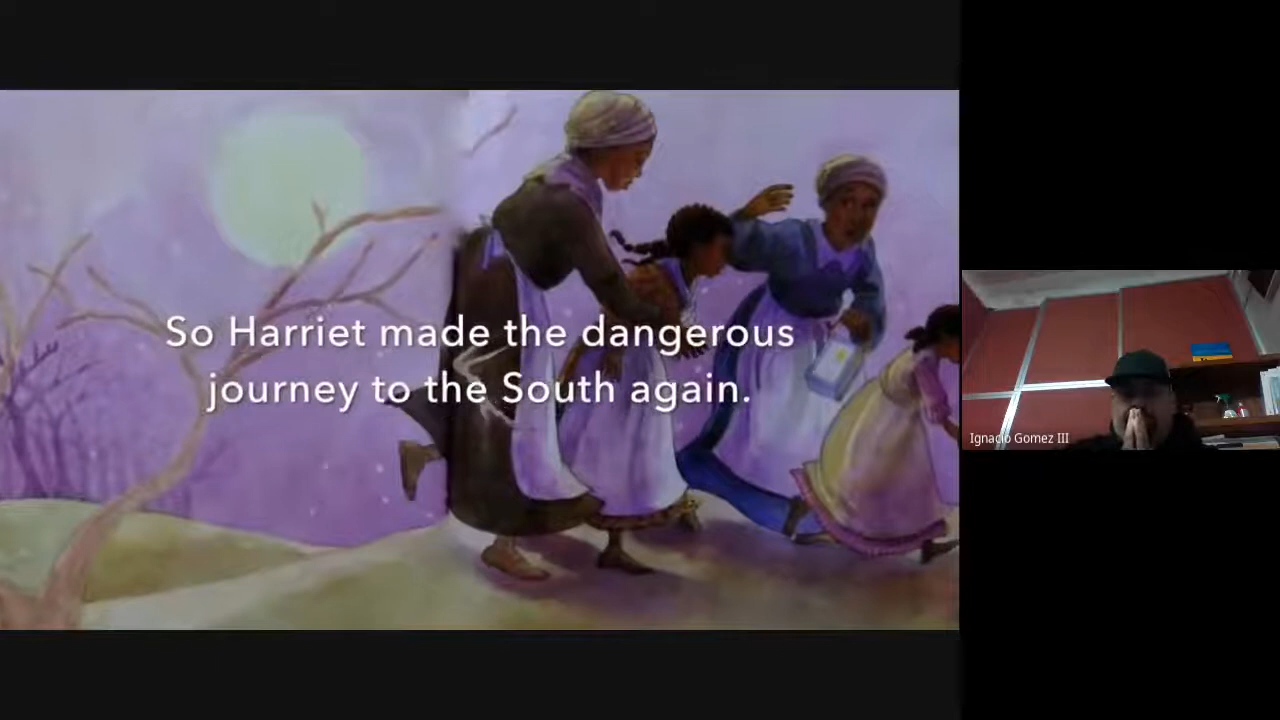 So Harriet made the dangerous
journey to the South again.
Ignacio Gomez III